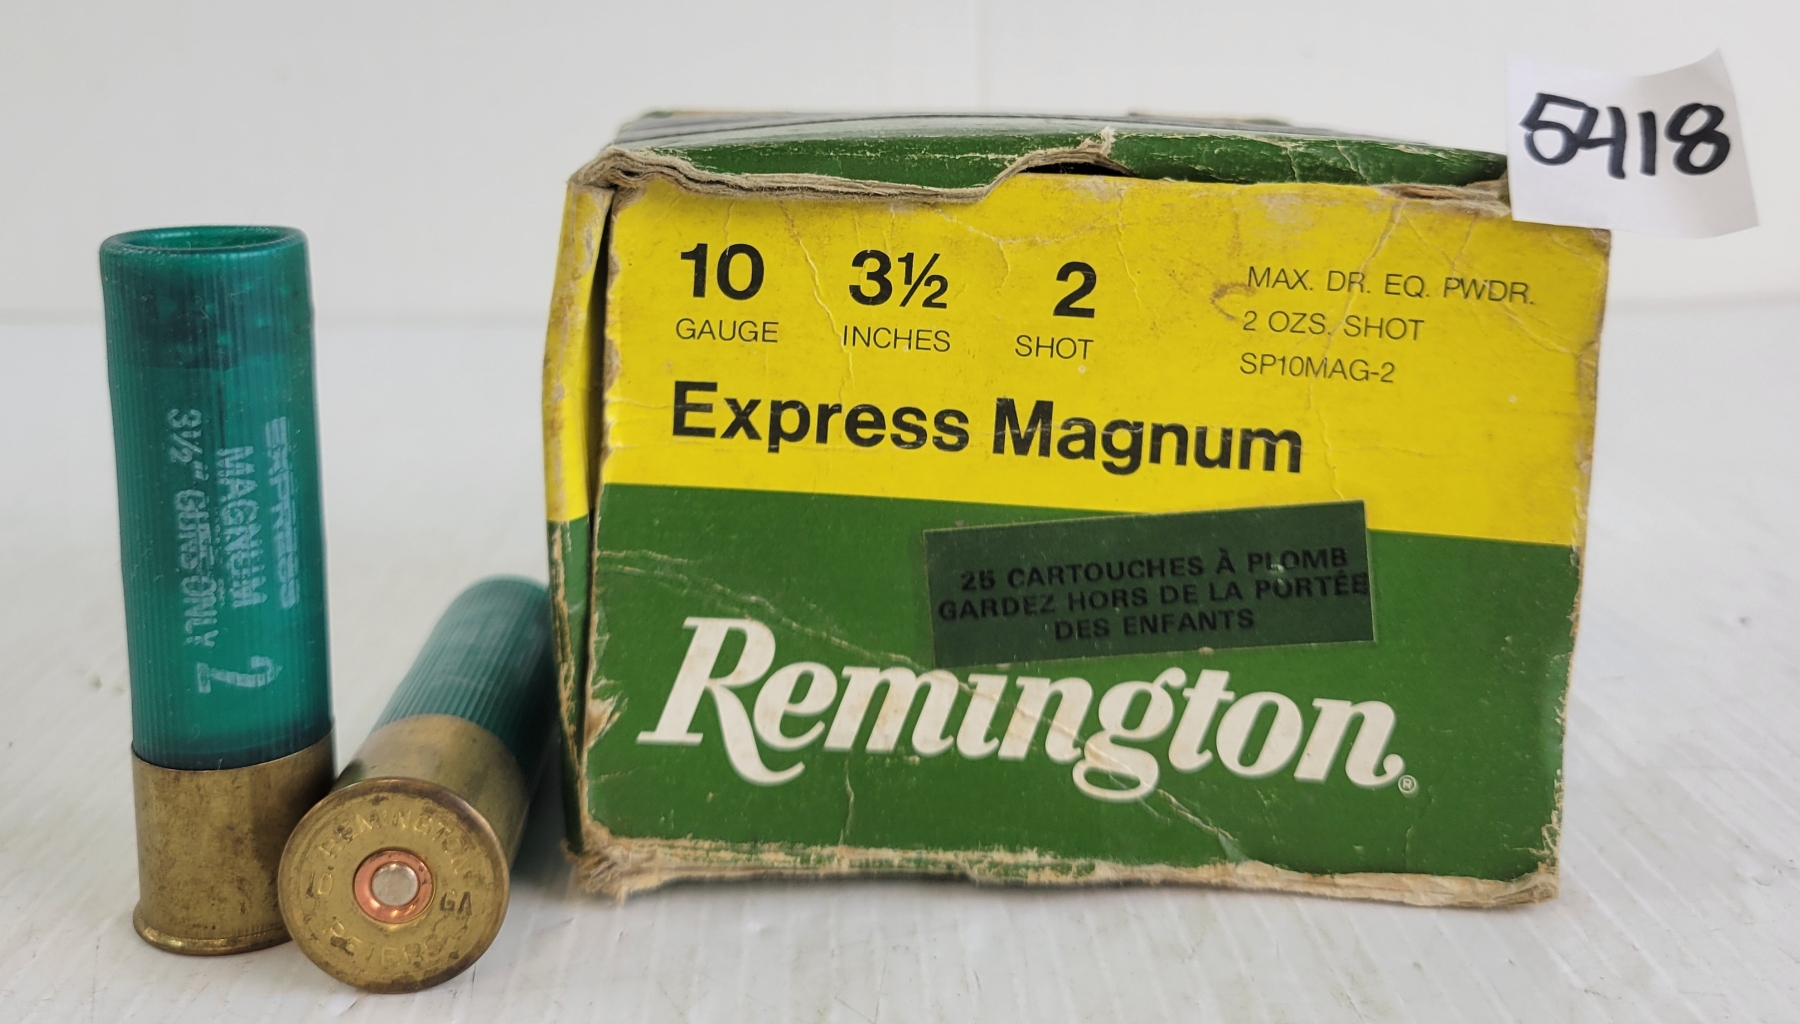 5418
10 3½ 2
GAUGE INCHES SHOT
MAX. DR. EQ. PWDR.
2 OZS. SHOT
SP10MAG-2
Express Magnum
25 CARTOUCHES À PLOMB
GARDEZ HORS DE LA PORTÉE
DES ENFANTS
Remington®
EXPRESS
MAGNUM
3½" GUNS ONLY 2
REMINGTON
GA
PETERS